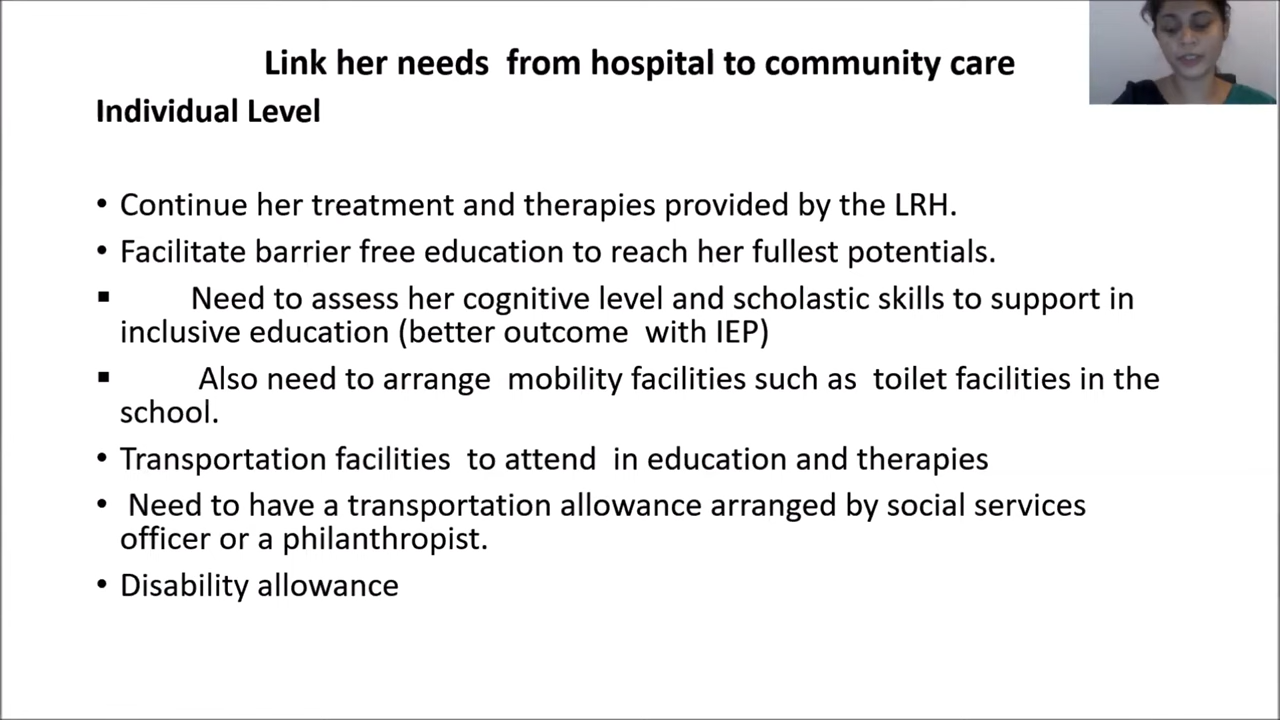 Link her needs  from hospital to community care
Individual Level
• Continue her treatment and therapies provided by the LRH.
• Facilitate barrier free education to reach her fullest potentials.
▪ Need to assess her cognitive level and scholastic skills to support in
inclusive education (better outcome  with IEP)
▪ Also need to arrange  mobility facilities such as  toilet facilities in the
school.
• Transportation facilities  to attend  in education and therapies
• Need to have a transportation allowance arranged by social services
officer or a philanthropist.
• Disability allowance